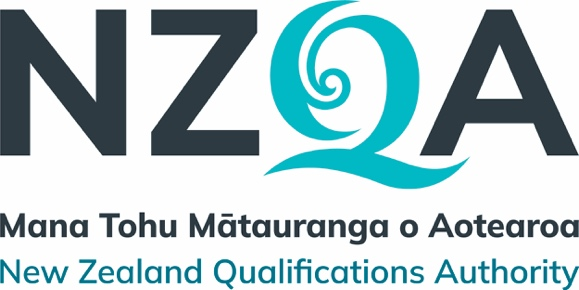 NZQA
Mana Tohu Mātauranga o Aotearoa
New Zealand Qualifications Authority